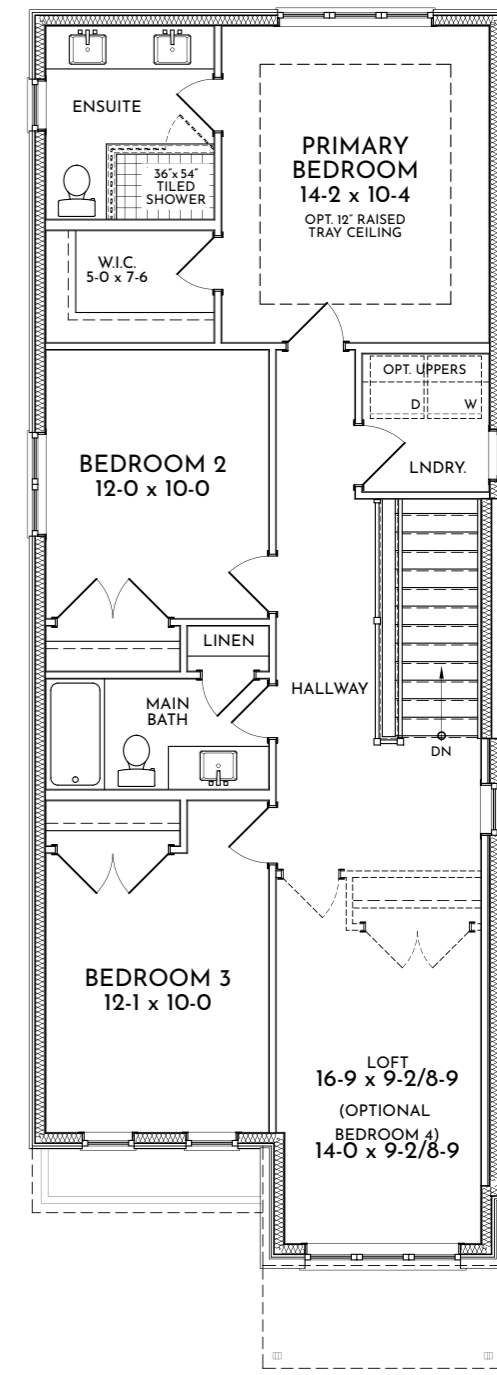 ENSUITE
36"x 54"
TILED
SHOWER
PRIMARY
BEDROOM
14-2 x 10-4
OPT. 12" RAISED
TRAY CEILING
W.I.C.
5-0 x 7-6
OPT. UPPERS
D W
LNDRY.
BEDROOM 2
12-0 x 10-0
LINEN
MAIN
BATH
HALLWAY
DN
BEDROOM 3
12-1 x 10-0
LOFT
16-9 x 9-2/8-9
(OPTIONAL
BEDROOM 4)
14-0 x 9-2/8-9